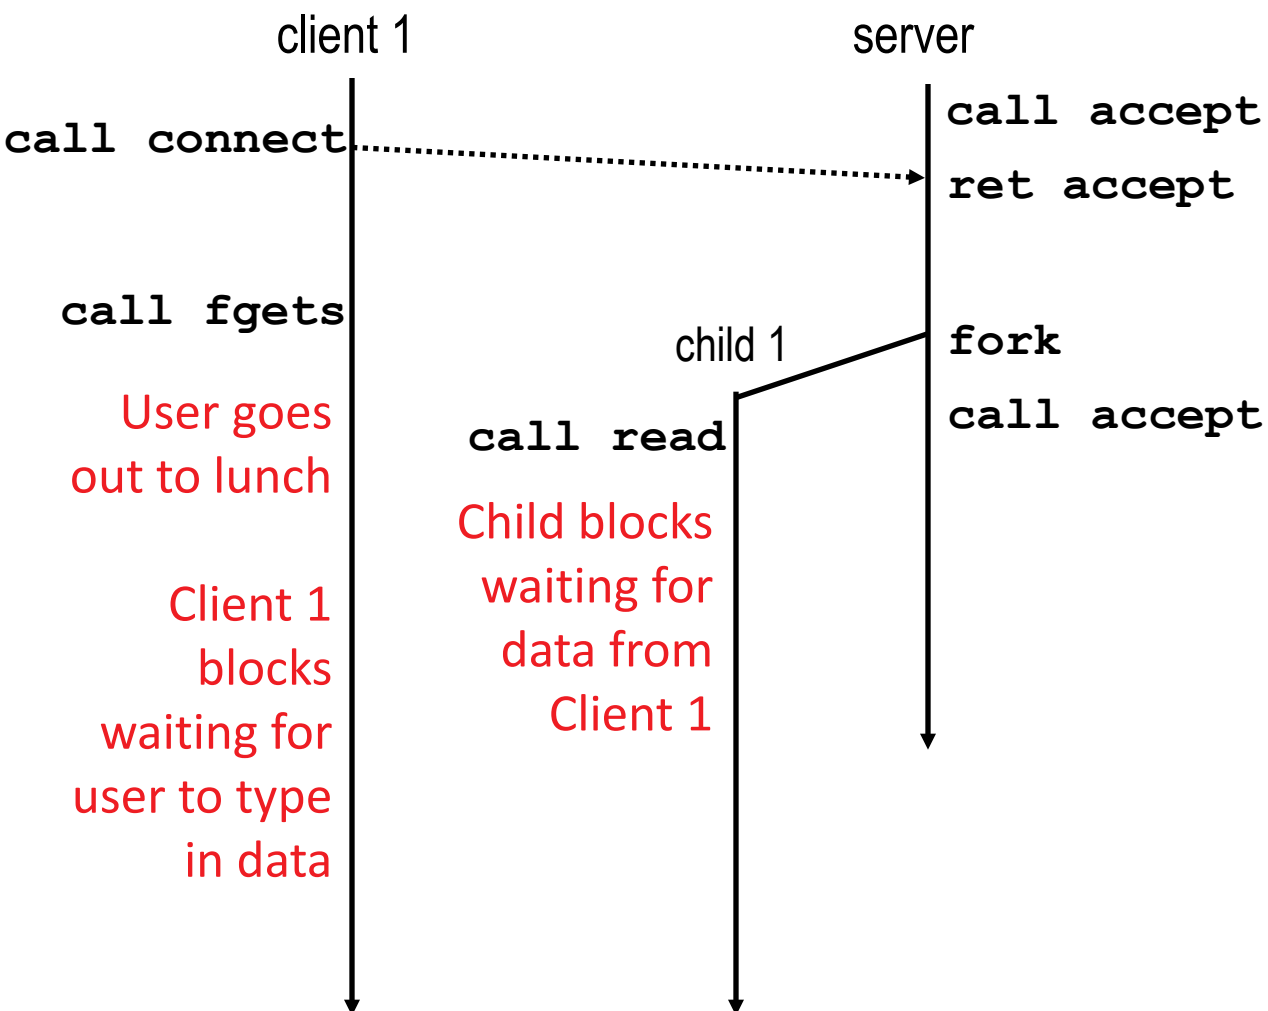 client 1
server
call connect
call accept
ret accept
call fgets
child 1
fork
call accept
User goes
out to lunch
call read
Child blocks
waiting for
data from
Client 1
Client 1
blocks
waiting for
user to type
in data